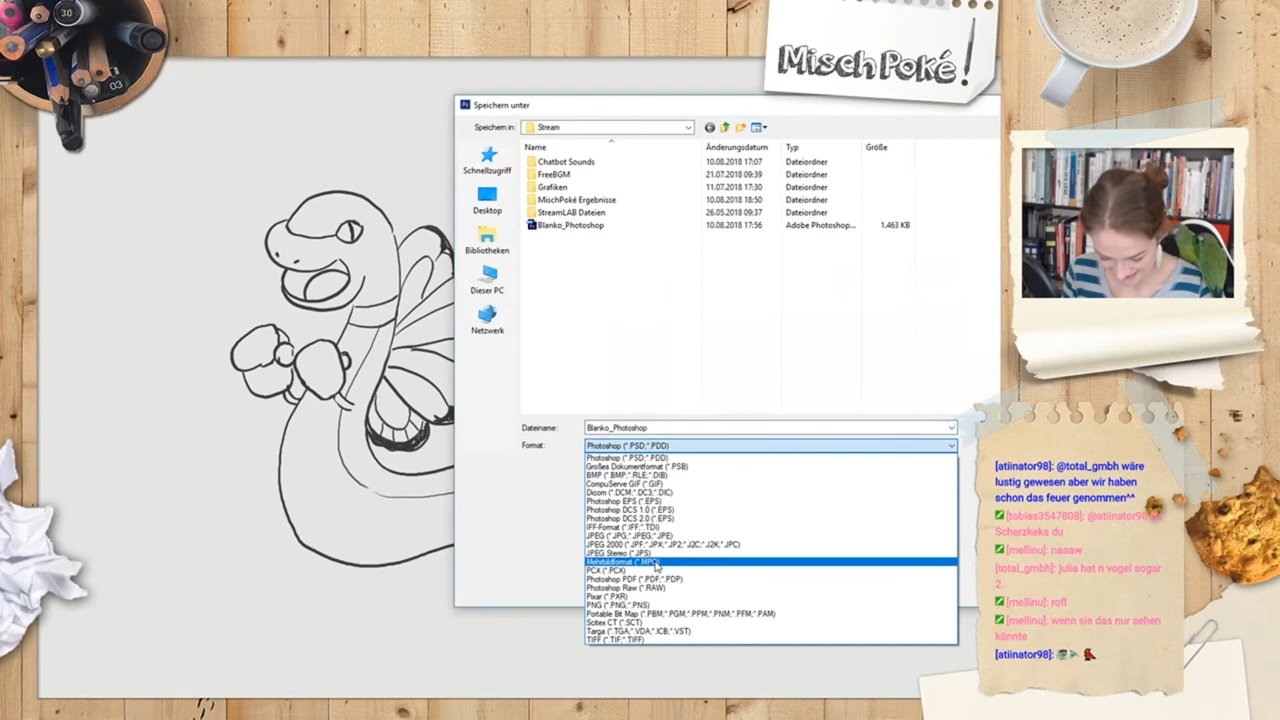 30
03
MischPoké!
Speichern unter
Speichern in:
Stream
Name
Änderungsdatum
Typ
Größe
Chatbot Sounds
10.08.2018 17:07
Dateiordner
FreeBGM
21.07.2018 09:39
Dateiordner
Grafiken
11.07.2018 17:30
Dateiordner
MischPoké Ergebnisse
10.08.2018 18:50
Dateiordner
StreamLAB Dateien
26.05.2018 09:37
Dateiordner
Blanko_Photoshop
10.08.2018 17:56
Adobe Photoshop...
1.463 KB
Schnellzugriff
Desktop
Bibliotheken
Dieser PC
Netzwerk
Dateiname:
Blanko_Photoshop
Format:
Photoshop (*.PSD;*.PDD)
Photoshop (*.PSD;*.PDD)
Großes Dokumentformat (*.PSB)
BMP (*.BMP;*.RLE;*.DIB)
CompuServe GIF (*.GIF)
Dicom (*.DCM;*.DC3;*.DIC)
Photoshop EPS (*.EPS)
Photoshop DCS 1.0 (*.EPS)
Photoshop DCS 2.0 (*.EPS)
IFF-Format (*.IFF;*.TDI)
JPEG (*.JPG;*.JPEG;*.JPE)
JPEG 2000 (*.JPF;*.JPX;*.JP2;*.J2C;*.J2K;*.JPC)
JPEG Stereo (*.JPS)
Mehrbildformat (*.MPO)
PCX (*.PCX)
Photoshop PDF (*.PDF;*.PDP)
Photoshop Raw (*.RAW)
Pixar (*.PXR)
PNG (*.PNG;*.PNS)
Portable Bit Map (*.PBM;*.PGM;*.PPM;*.PNM;*.PFM;*.PAM)
Scitex CT (*.SCT)
Targa (*.TGA;*.VDA;*.ICB;*.VST)
TIFF (*.TIF;*.TIFF)
[atiinator98]: @total_gmbh wäre
lustig gewesen aber wir haben
schon das feuer genommen^^
[tobias3547808]: @atiinator98
Scherzkeks du
[mellinu]: naaaw
[total_gmbh]: julia hat n vogel sogar
2
[mellinu]: rofl
[mellinu]: wenn sie das nur sehen
könnte
[atiinator98]: